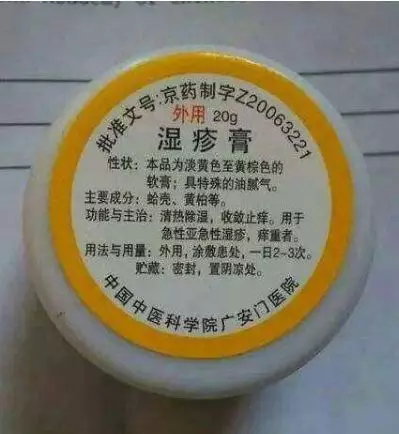 批准文号:京药制字Z20063221
外用 20g
湿疹膏
性状：本品为淡黄色至黄棕色的
软膏；具特殊的油腻气。
主要成分：蛤壳、黄柏等。
功能与主治：清热除湿，收敛止痒。用于
急性亚急性湿疹，痒重者。
用法与用量：外用，涂敷患处，一日2~3次。
贮藏：密封，置阴凉处。
中国中医科学院广安门医院